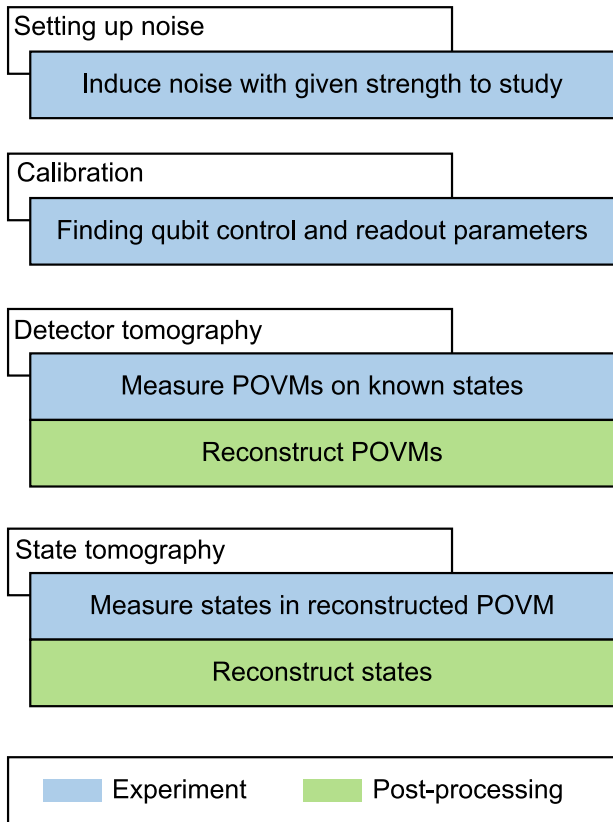 Setting up noise
Induce noise with given strength to study
Calibration
Finding qubit control and readout parameters
Detector tomography
Measure POVMs on known states
Reconstruct POVMs
State tomography
Measure states in reconstructed POVM
Reconstruct states
Experiment
Post-processing